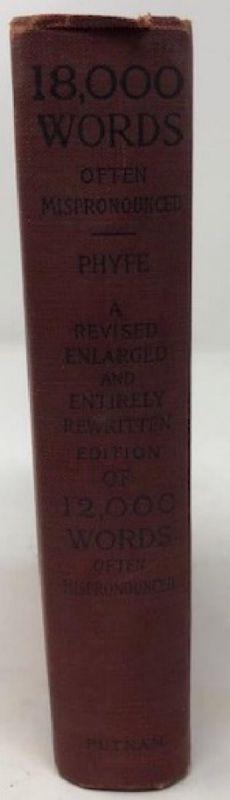 18,000
WORDS
OFTEN
MISPRONOUNCED
PHYFE
A
REVISED
ENLARGED
AND
ENTIRELY
REWRITTEN
EDITION
OF
12,000
WORDS
OFTEN
MISPRONOUNCED
PUTNAM